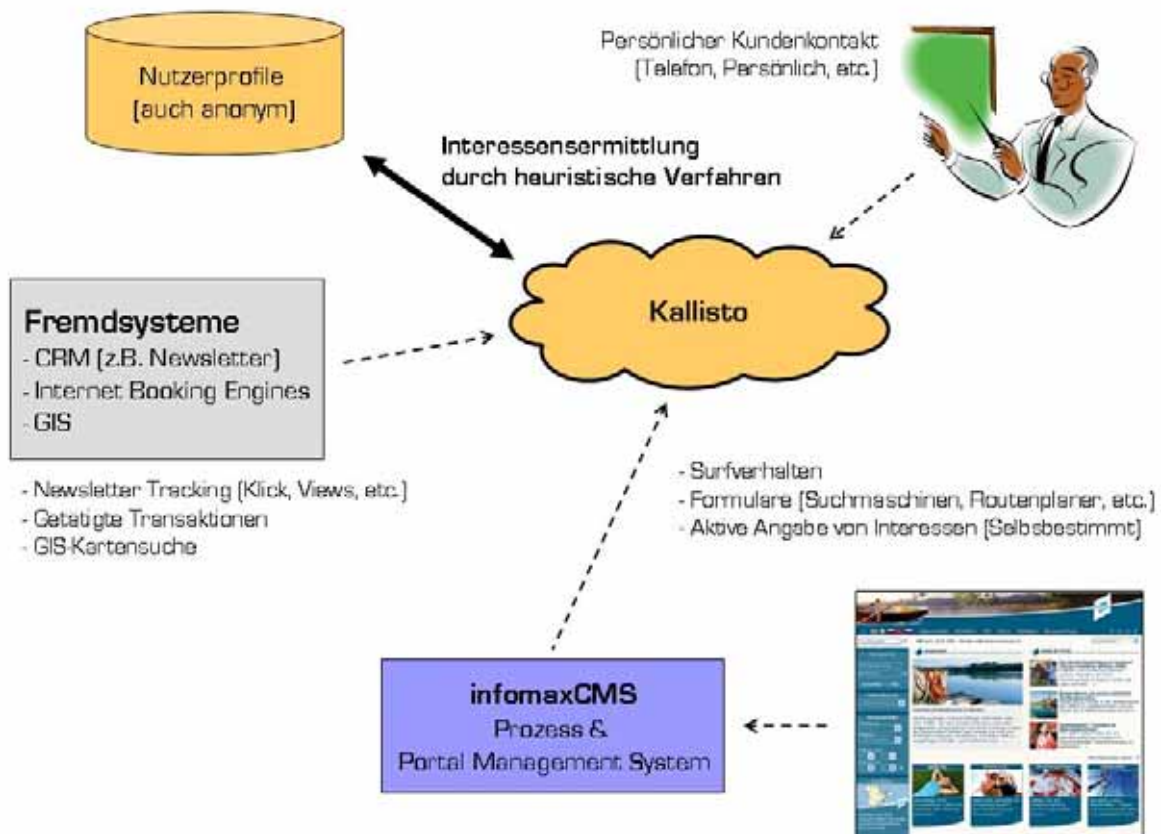 Nutzerprofile
[auch anonym]
Persönlicher Kundenkontakt
[Telefon, Persönlich, etc.]
Interessensermittlung
durch heuristische Verfahren
Kallisto
Fremdsysteme
- CRM [z.B. Newsletter]
- Internet Booking Engines
- GIS
- Newsletter Tracking [Klick, Views, etc.]
- Getätigte Transaktionen
- GIS-Kartensuche
- Surfverhalten
- Formulare [Suchmaschinen, Routenplaner, etc.]
- Aktive Angabe von Interessen [Selbsbestimmt]
infomaxCMS
Prozess &
Portal Management System